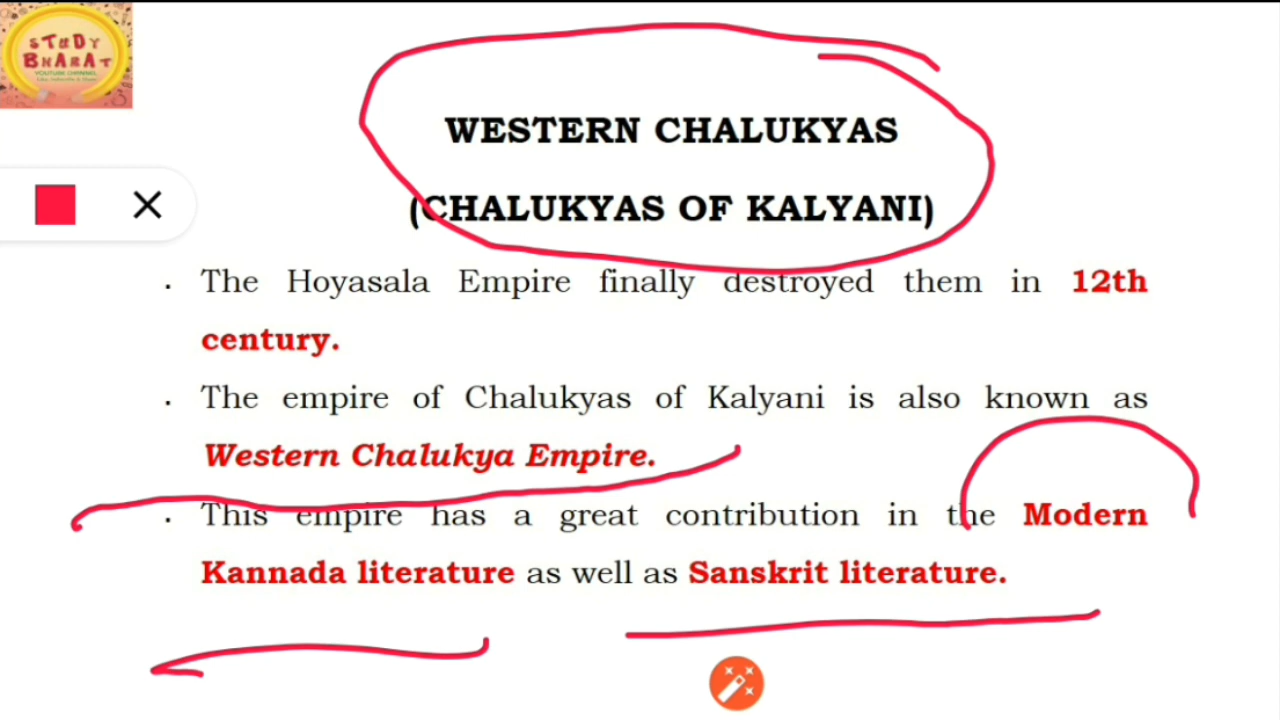 STUDY
BHARAT
YOUTUBE CHANNEL
WESTERN CHALUKYAS
(CHALUKYAS OF KALYANI)
. The Hoyasala Empire finally destroyed them in 12th
century.
. The empire of Chalukyas of Kalyani is also known as
Western Chalukya Empire.
. This empire has a great contribution in the Modern
Kannada literature as well as Sanskrit literature.